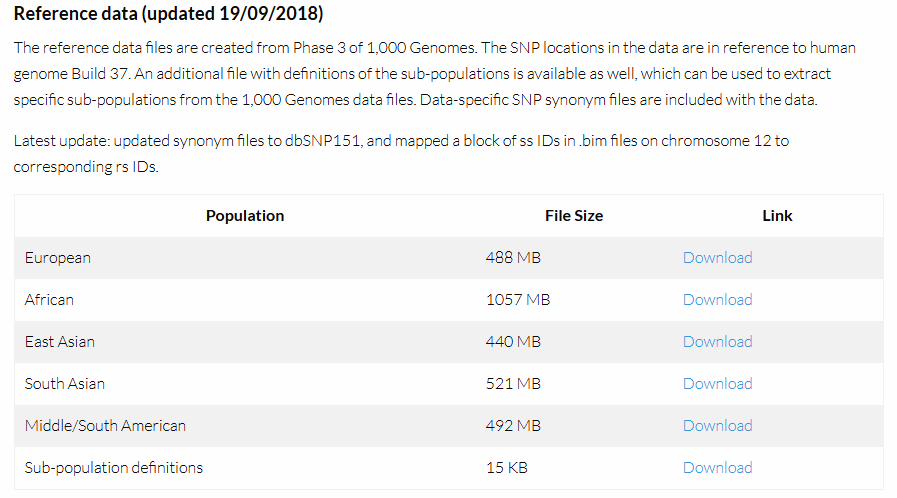 Reference data (updated 19/09/2018)
The reference data files are created from Phase 3 of 1,000 Genomes. The SNP locations in the data are in reference to human
genome Build 37. An additional file with definitions of the sub-populations is available as well, which can be used to extract
specific sub-populations from the 1,000 Genomes data files. Data-specific SNP synonym files are included with the data.
Latest update: updated synonym files to dbSNP151, and mapped a block of ss IDs in .bim files on chromosome 12 to
corresponding rs IDs.
Population File Size Link
European 488 MB Download
African 1057 MB Download
East Asian 440 MB Download
South Asian 521 MB Download
Middle/South American 492 MB Download
Sub-population definitions 15 KB Download